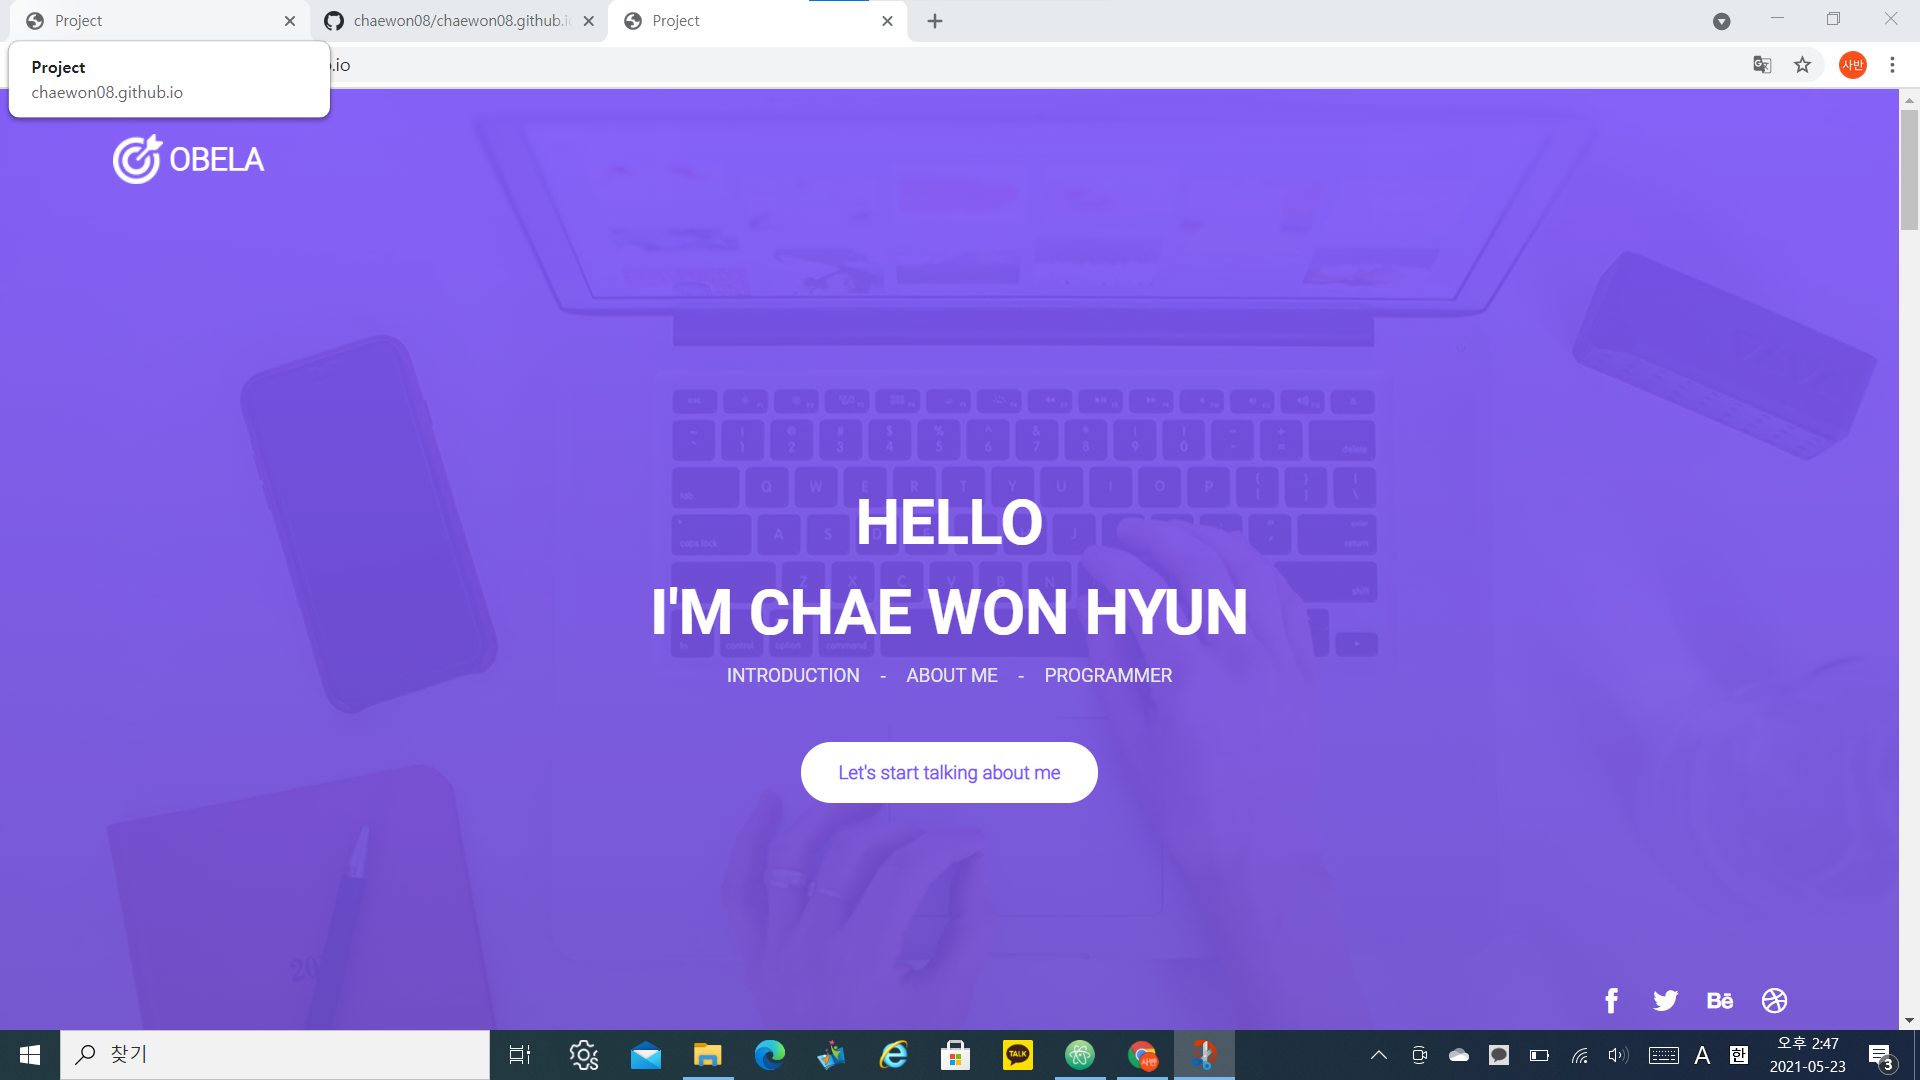 Project
chaewon08/chaewon08.github.io
Project
Project
chaewon08.github.io
.io
사반
OBELA
HELLO
I'M CHAE WON HYUN
INTRODUCTION - ABOUT ME - PROGRAMMER
Let's start talking about me
Bē
찾기
TALK
사반
A
한
오후 2:47
2021-05-23
3